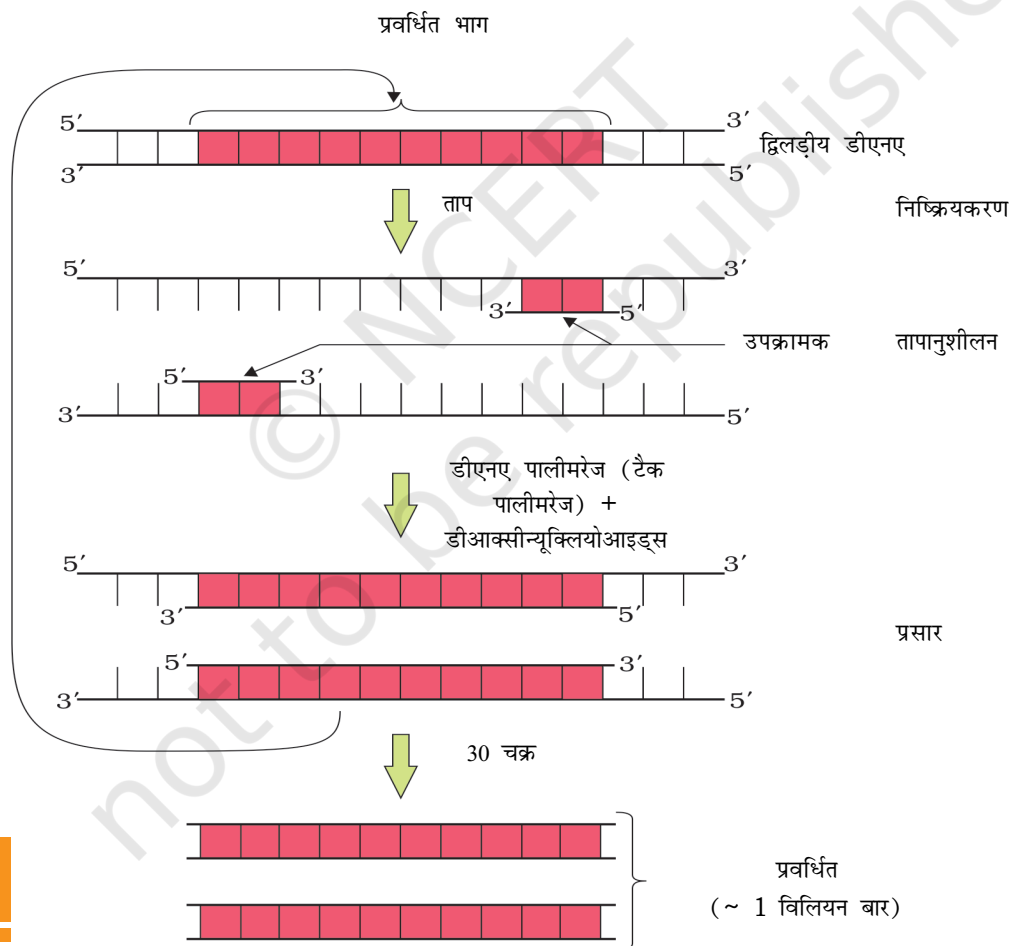 प्रवर्धित भाग
5′ 3′
द्विलड़ीय डीएनए
3′ 5′
ताप
निष्क्रियकरण
5′ 3′
3′ 5′
उपक्रामक तापानुशीलन
5′ 3′
3′ 5′
डीएनए पालीमरेज (टैक
पालीमरेज) +
डीआक्सीन्यूक्लियोआइड्स
5′ 3′
3′ 5′
प्रसार
5′ 3′
3′ 5′
30 चक्र
प्रवर्धित
(~ 1 विलियन बार)
© NCERT
not to be republishe